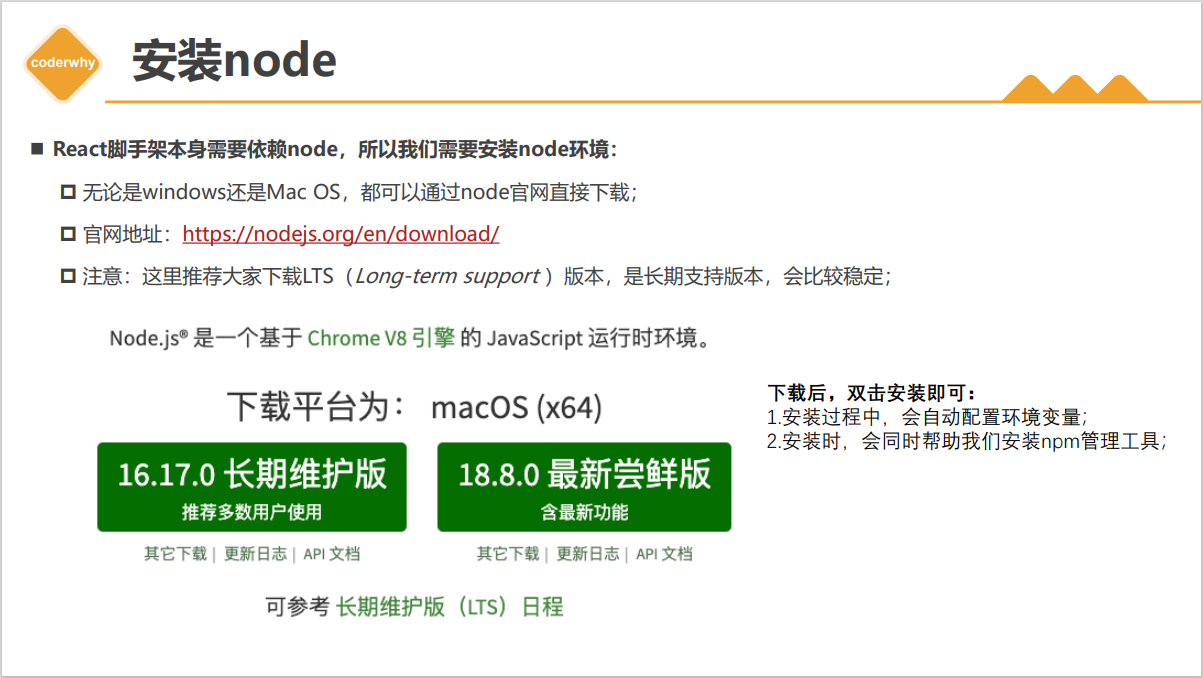 coderwhy
安装node
React脚手架本身需要依赖node，所以我们需要安装node环境：
无论是windows还是Mac OS，都可以通过node官网直接下载；
官网地址：https://nodejs.org/en/download/
注意：这里推荐大家下载LTS（Long-term support ）版本，是长期支持版本，会比较稳定；
Node.js® 是一个基于 Chrome V8 引擎 的 JavaScript 运行时环境。
下载平台为： macOS (x64)
16.17.0 长期维护版
推荐多数用户使用
18.8.0 最新尝鲜版
含最新功能
其它下载 | 更新日志 | API 文档
其它下载 | 更新日志 | API 文档
可参考 长期维护版（LTS）日程
下载后，双击安装即可：
1.安装过程中，会自动配置环境变量；
2.安装时，会同时帮助我们安装npm管理工具；